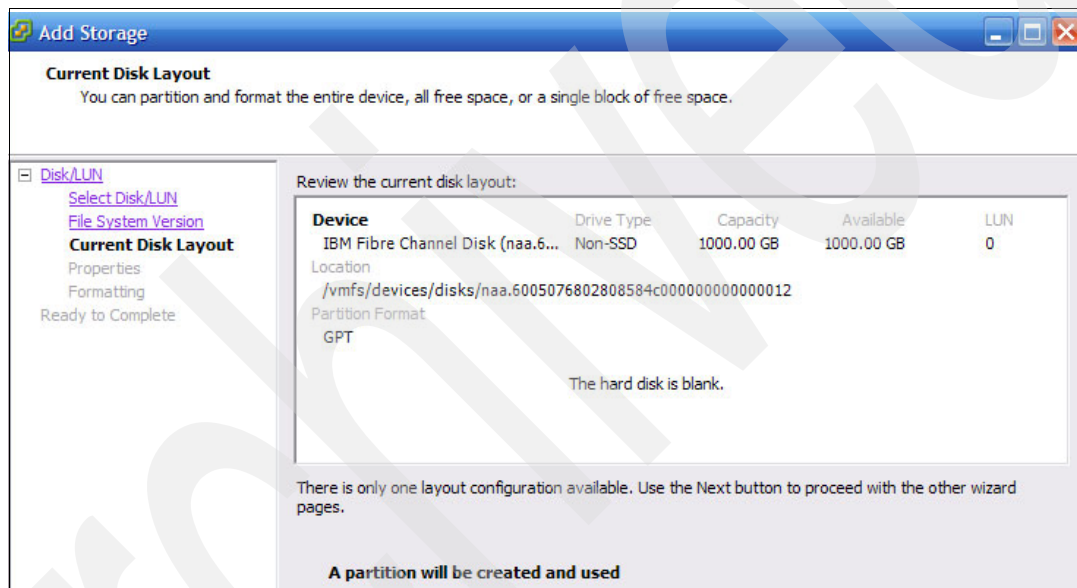 Add Storage
Current Disk Layout
You can partition and format the entire device, all free space, or a single block of free space.
Disk/LUN
Select Disk/LUN
File System Version
Current Disk Layout
Properties
Formatting
Ready to Complete
Review the current disk layout:
Device Drive Type Capacity Available LUN
IBM Fibre Channel Disk (naa.6... Non-SSD 1000.00 GB 1000.00 GB 0
Location
/vmfs/devices/disks/naa.6005076802808584c000000000000012
Partition Format
GPT
The hard disk is blank.
There is only one layout configuration available. Use the Next button to proceed with the other wizard
pages.
A partition will be created and used